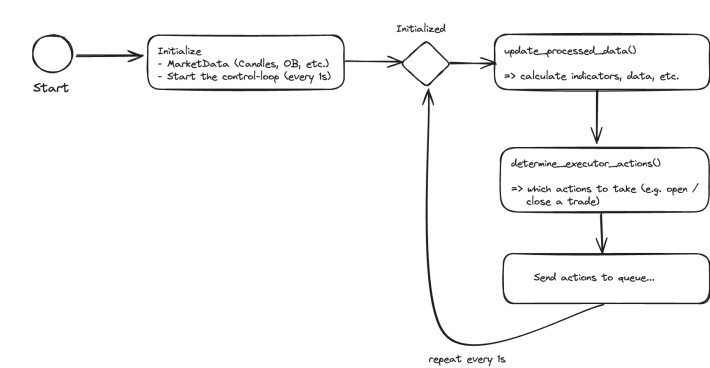 Start
Initialize
- MarketData (Candles, OB, etc.)
- Start the control-loop (every 1s)
Initialized
update_processed_data()
=> calculate indicators, data, etc.
determine_executor_actions()
=> which actions to take (e.g. open /
close a trade)
Send actions to queue...
repeat every 1s